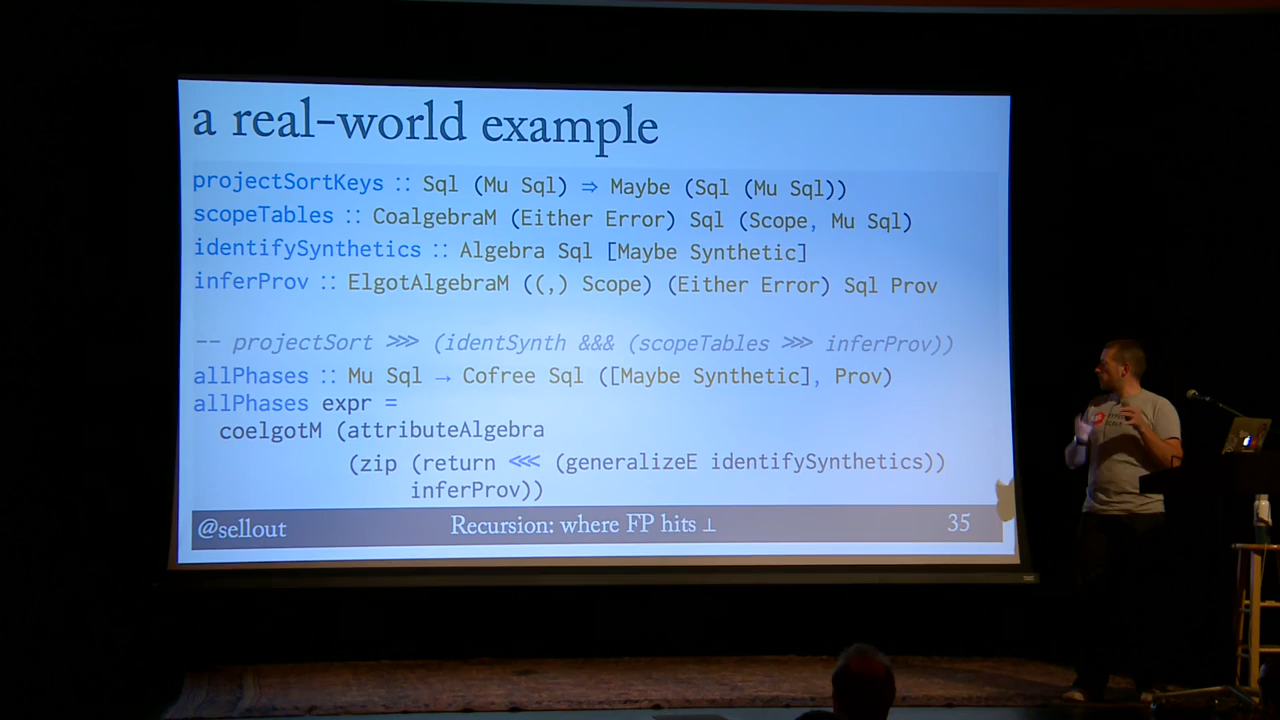 a real-world example
projectSortKeys :: Sql (Mu Sql) ⇒ Maybe (Sql (Mu Sql))
scopeTables :: CoalgebraM (Either Error) Sql (Scope, Mu Sql)
identifySynthetics :: Algebra Sql [Maybe Synthetic]
inferProv :: ElgotAlgebraM ((,) Scope) (Either Error) Sql Prov
-- projectSort >>> (identSynth &&& (scopeTables >>> inferProv))
allPhases :: Mu Sql → Cofree Sql ([Maybe Synthetic], Prov)
allPhases expr =
coelgotM (attributeAlgebra
(zip (return <<< (generalizeE identifySynthetics))
inferProv))
@sellout Recursion: where FP hits ⊥ 35